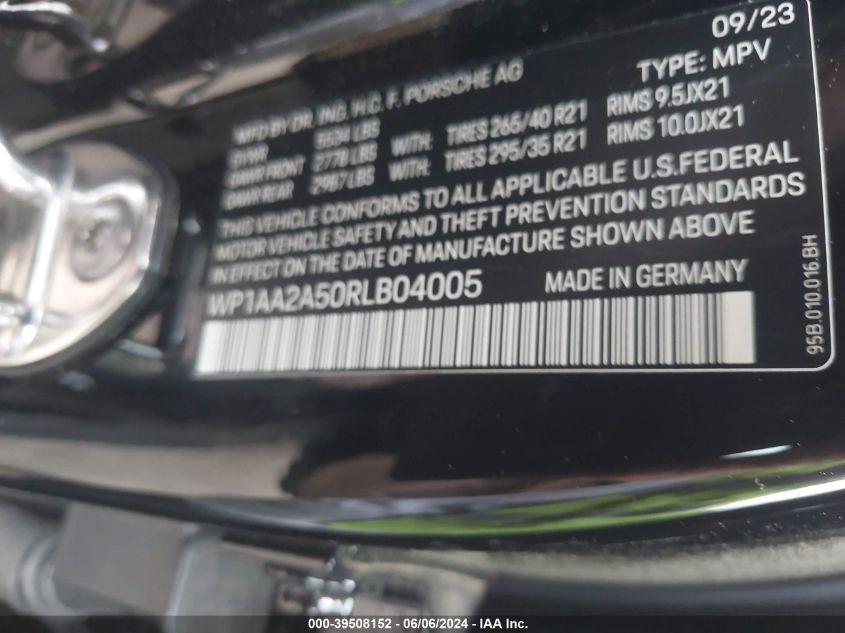 09/23
MFD BY DR. ING. H.C. F. PORSCHE AG
TYPE: MPV
GVWR 5534 LBS
GAWR FRONT 2778 LBS WITH: TIRES 265/40 R21 RIMS 9.5JX21
GAWR REAR 2987 LBS WITH: TIRES 295/35 R21 RIMS 10.0JX21
THIS VEHICLE CONFORMS TO ALL APPLICABLE U.S. FEDERAL
MOTOR VEHICLE SAFETY AND THEFT PREVENTION STANDARDS
IN EFFECT ON THE DATE OF MANUFACTURE SHOWN ABOVE
WP1AA2A50RLB04005 MADE IN GERMANY
95B.010.016.BH
000-39508152 - 06/06/2024 - IAA Inc.